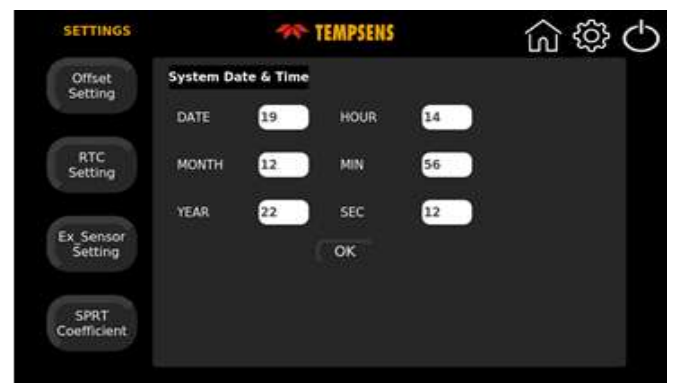 SETTINGS
TEMPSENS
Offset
Setting
RTC
Setting
Ex_Sensor
Setting
SPRT
Coefficient
System Date & Time
DATE 19 HOUR 14
MONTH 12 MIN 56
YEAR 22 SEC 12
OK